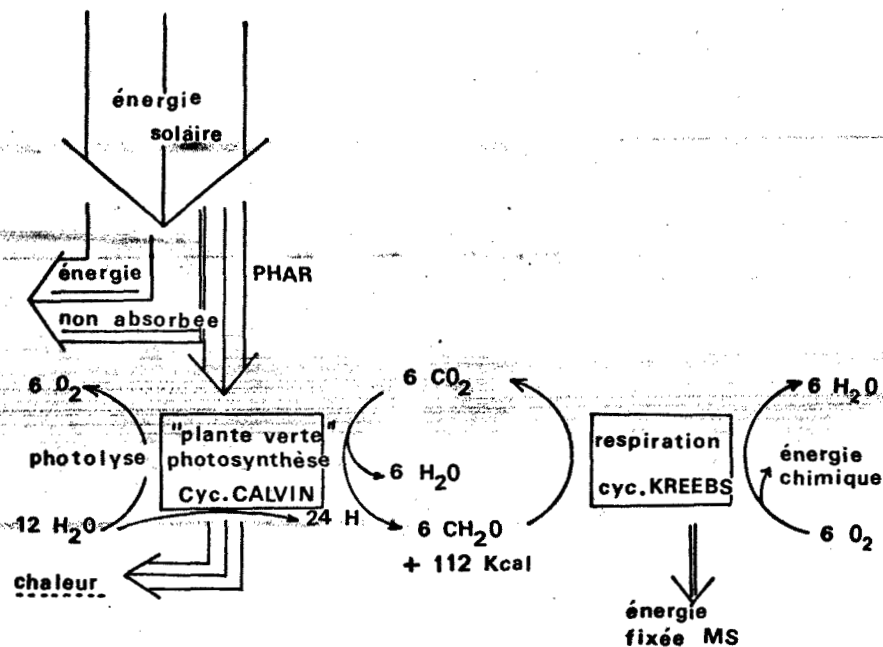 énergie
solaire
énergie
PHAR
non absorbée
6 O₂
6 CO₂
6 H₂O
"plante verte"
photosynthèse
Cyc.CALVIN
photolyse
respiration
cyc.KREEBS
énergie
chimique
6 H₂O
12 H₂O
24 H
6 CH₂O
+ 112 Kcal
6 O₂
chaleur
énergie
fixée MS